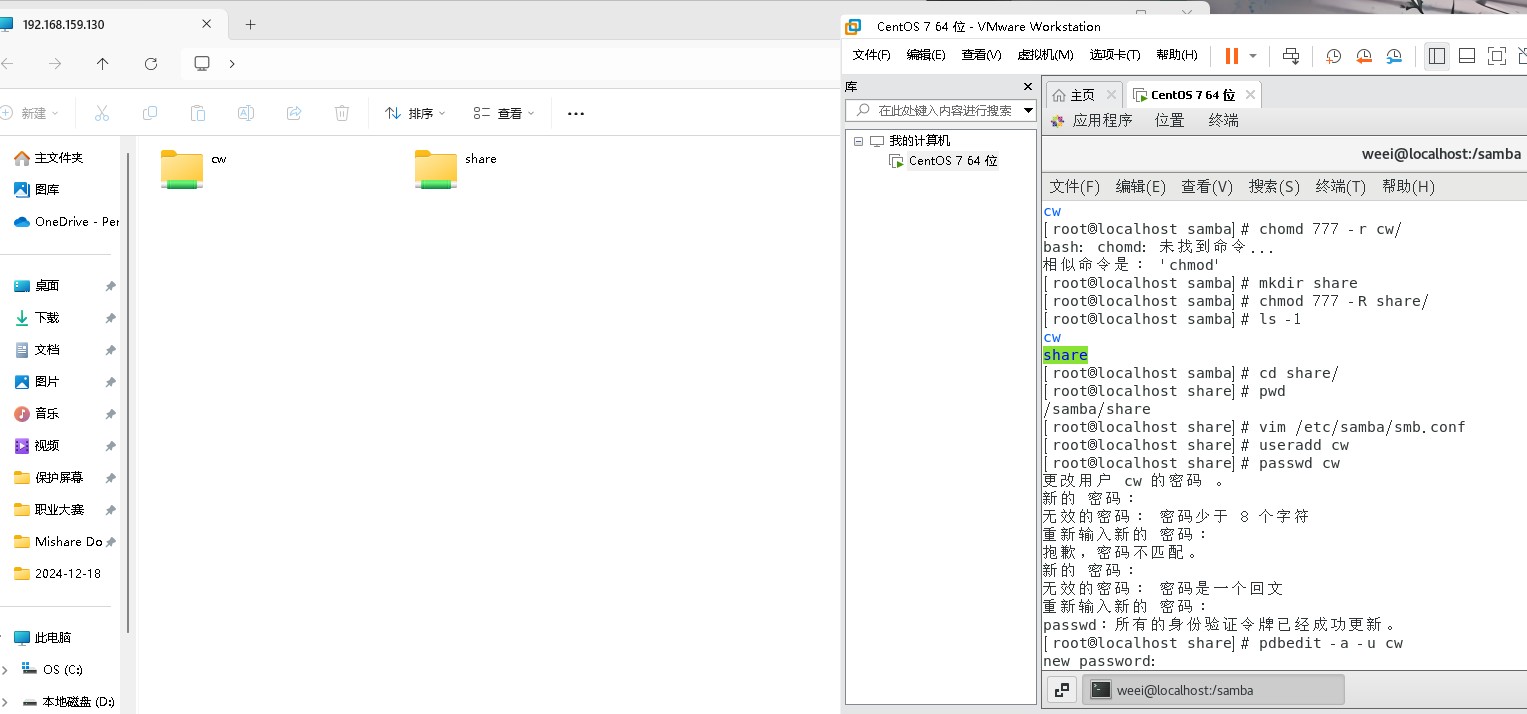 192.168.159.130
新建
排序
查看
主文件夹
图库
OneDrive - Per
桌面
下载
文档
图片
音乐
视频
保护屏幕
职业大赛
Mishare Do
2024-12-18
此电脑
OS (C:)
本地磁盘 (D:)
cw
share
CentOS 7 64 位 - VMware Workstation
文件(F) 编辑(E) 查看(V) 虚拟机(M) 选项卡(T) 帮助(H)
库
在此处键入内容进行搜索
我的计算机
CentOS 7 64 位
主页
CentOS 7 64 位
应用程序 位置 终端
weei@localhost:/samba
文件(F) 编辑(E) 查看(V) 搜索(S) 终端(T) 帮助(H)
cw
[root@localhost samba]# chomd 777 -r cw/
bash: chomd: 未找到命令...
相似命令是： 'chmod'
[root@localhost samba]# mkdir share
[root@localhost samba]# chmod 777 -R share/
[root@localhost samba]# ls -1
cw
share
[root@localhost samba]# cd share/
[root@localhost share]# pwd
/samba/share
[root@localhost share]# vim /etc/samba/smb.conf
[root@localhost share]# useradd cw
[root@localhost share]# passwd cw
更改用户 cw 的密码 。
新的 密码：
无效的密码： 密码少于 8 个字符
重新输入新的 密码：
抱歉，密码不匹配。
新的 密码：
无效的密码： 密码是一个回文
重新输入新的 密码：
passwd：所有的身份验证令牌已经成功更新。
[root@localhost share]# pdbedit -a -u cw
new password:
weei@localhost:/samba